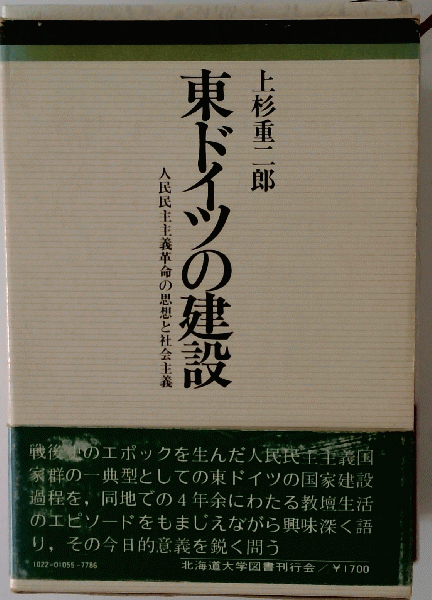 上杉重二郎
東ドイツの建設
人民民主主義革命の思想と社会主義
戦後史のエポックを生んだ人民民主主義国
家群の一典型としての東ドイツの国家建設
過程を,同地での4年余にわたる教壇生活
のエピソードをもまじえながら興味深く語
り,その今日的意義を鋭く問う
1022-01055-7786
北海道大学図書刊行会/¥1700